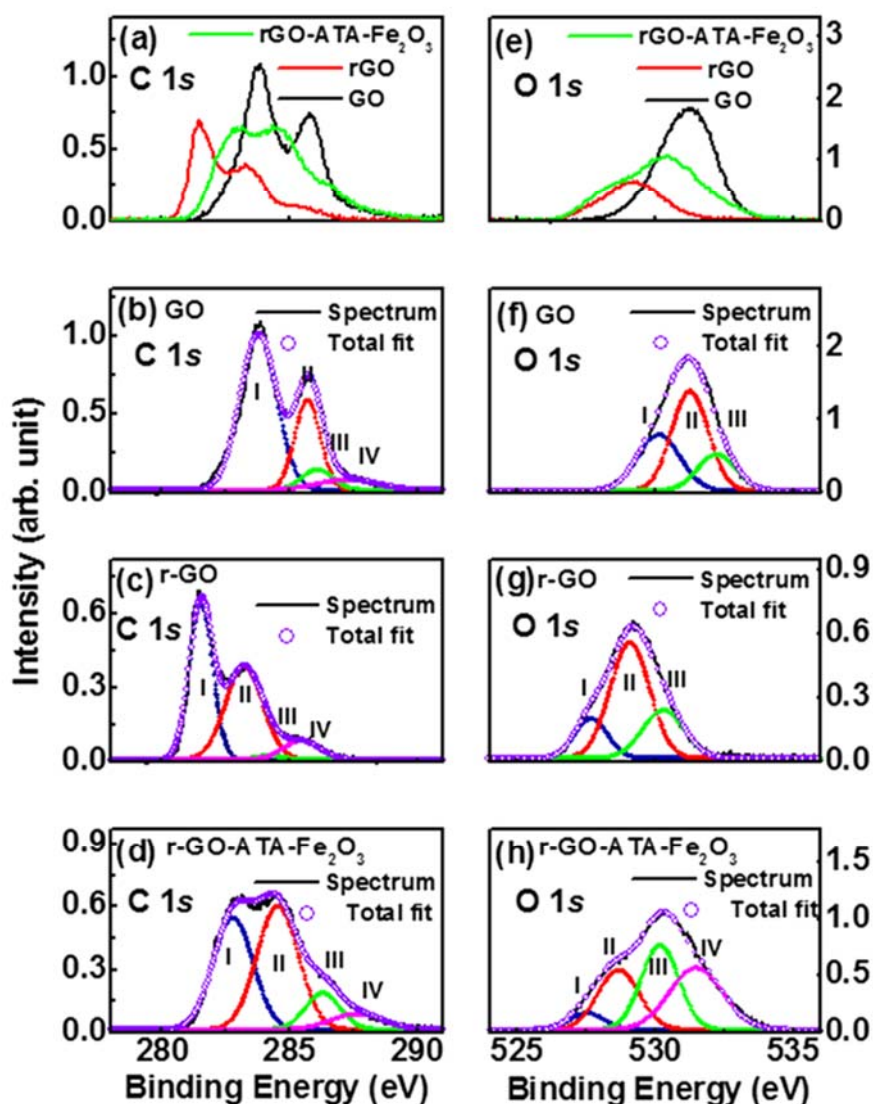 (a) rGO-ATA-Fe₂O₃
C 1s rGO
GO
1.0
0.5
0.0
(e) rGO-ATA-Fe₂O₃
O 1s rGO
GO
3
2
1
0
(b) GO Spectrum
C 1s Total fit
I II III IV
1.0
0.5
0.0
(f) GO Spectrum
O 1s Total fit
I II III
2
1
0
(c) r-GO
Spectrum
C 1s Total fit
I II III IV
0.6
0.3
0.0
(g) r-GO Spectrum
O 1s Total fit
I II III
0.9
0.6
0.3
0.0
(d) r-GO-ATA-Fe₂O₃
Spectrum
C 1s Total fit
I II III IV
0.9
0.6
0.3
0.0
280 285 290
Binding Energy (eV)
(h) r-GO-ATA-Fe₂O₃
Spectrum
O 1s Total fit
I II III IV
1.5
1.0
0.5
0.0
525 530 535
Binding Energy (eV)
Intensity (arb. unit)